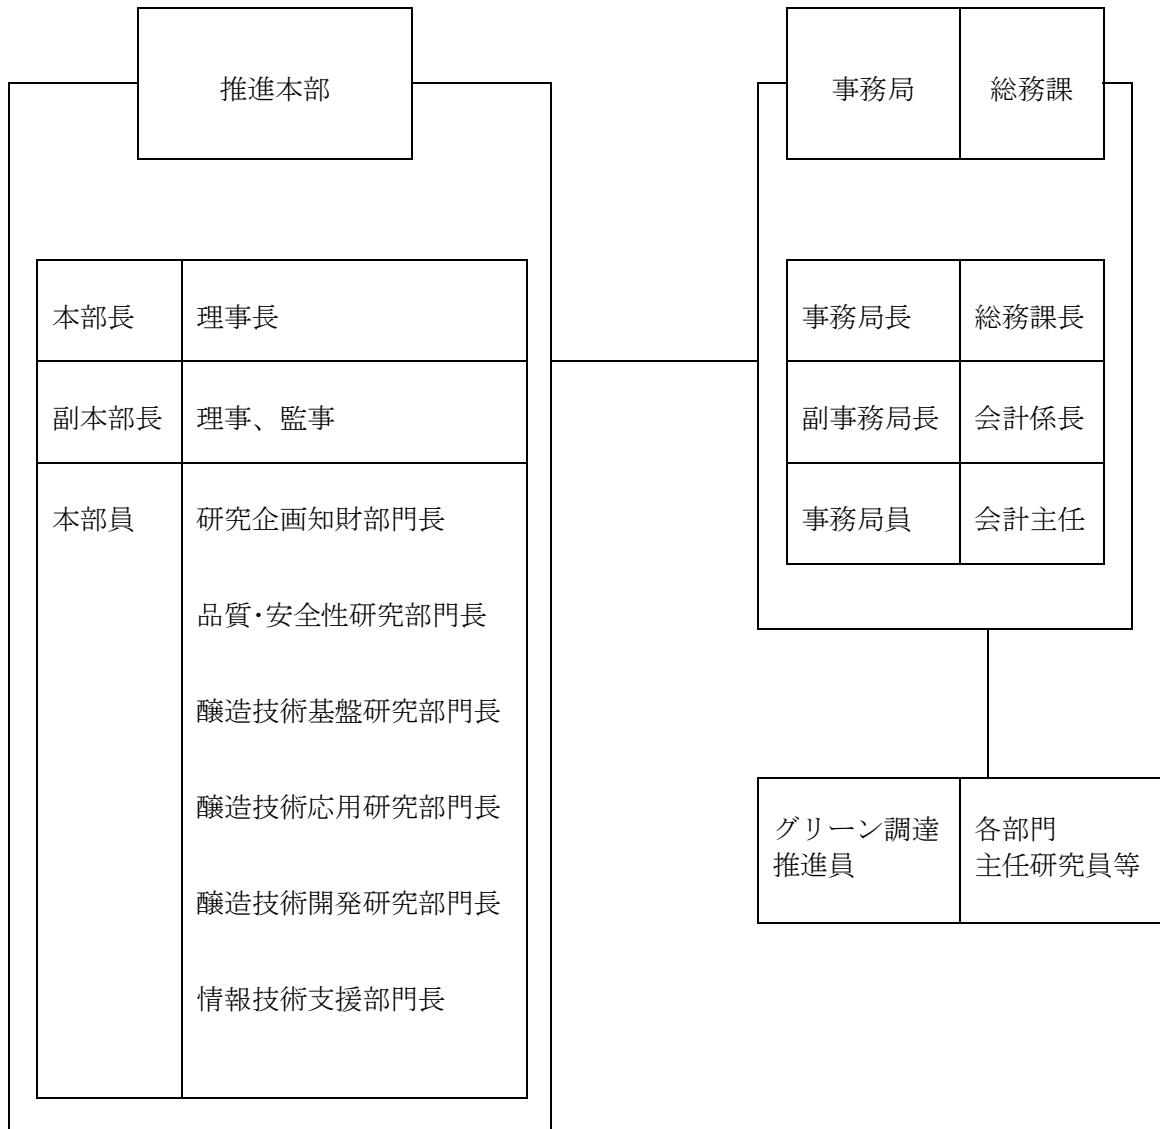 推進本部
本部長 理事長
副本部長 理事、監事
本部員 研究企画知財部門長
品質・安全性研究部門長
醸造技術基盤研究部門長
醸造技術応用研究部門長
醸造技術開発研究部門長
情報技術支援部門長
事務局 総務課
事務局長 総務課長
副事務局長 会計係長
事務局員 会計主任
グリーン調達 各部門
推進員 主任研究員等